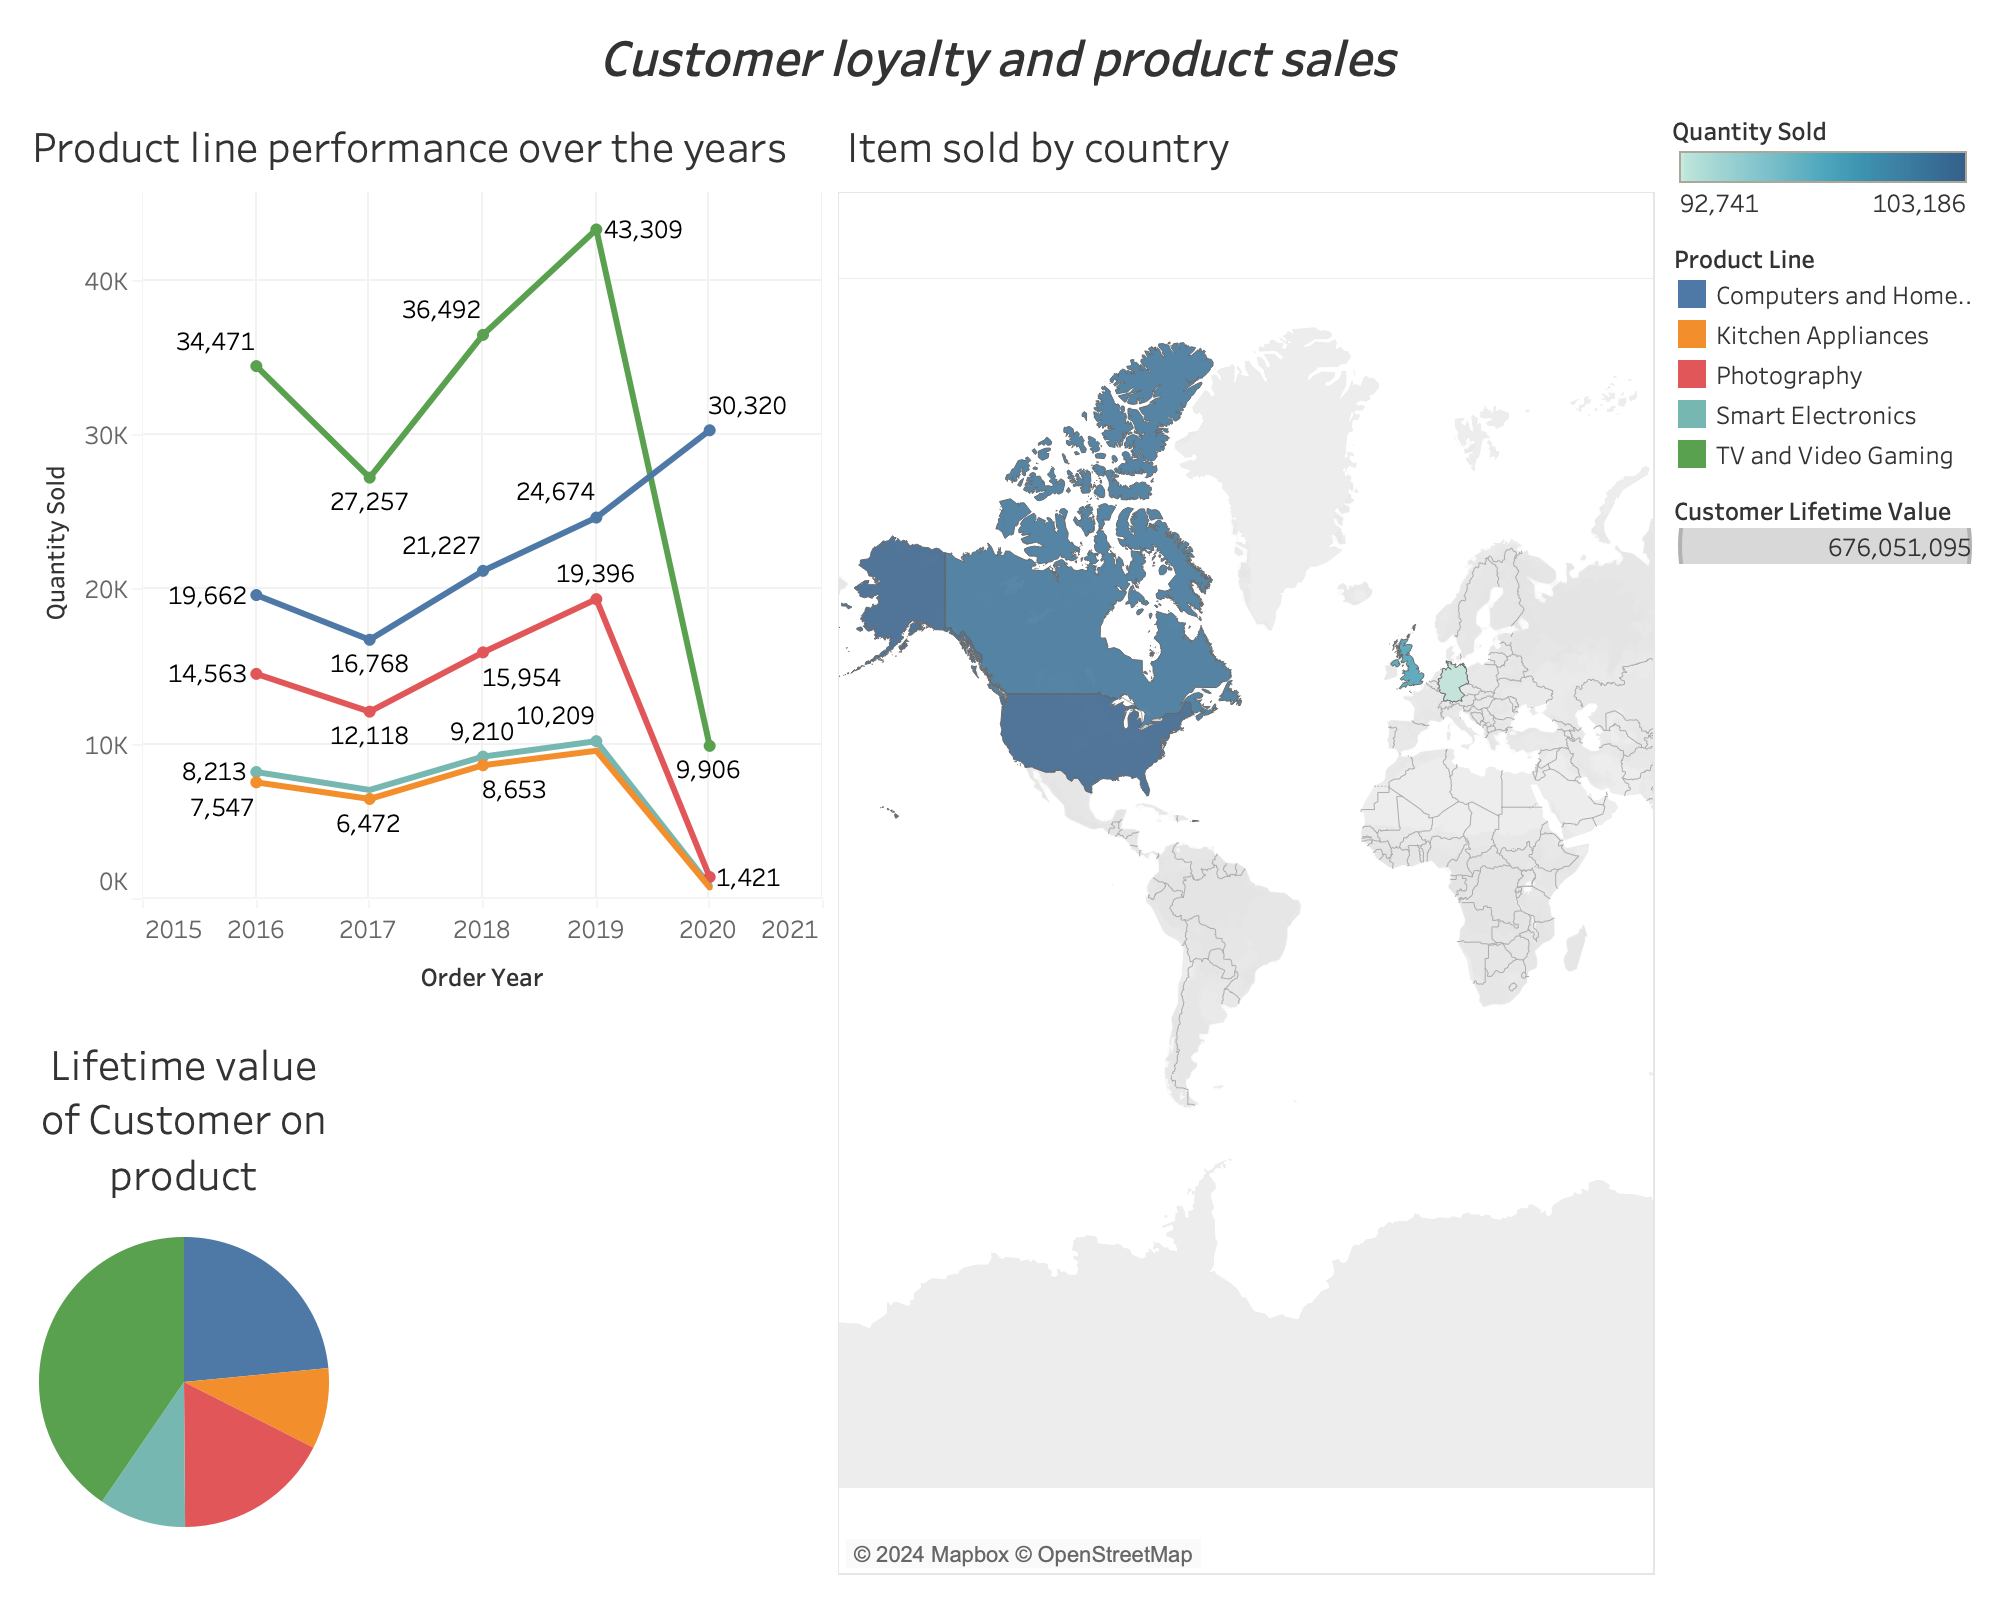 Customer loyalty and product sales
Product line performance over the years
Quantity Sold
40K
30K
20K
10K
0K
34,471
27,257
36,492
43,309
9,906
19,662
16,768
21,227
24,674
30,320
14,563
12,118
15,954
19,396
1,421
8,213
9,210
10,209
7,547
6,472
8,653
2015 2016 2017 2018 2019 2020 2021
Order Year
Lifetime value
of Customer on
product
Item sold by country
© 2024 Mapbox © OpenStreetMap
Quantity Sold
92,741 103,186
Product Line
Computers and Home..
Kitchen Appliances
Photography
Smart Electronics
TV and Video Gaming
Customer Lifetime Value
676,051,095